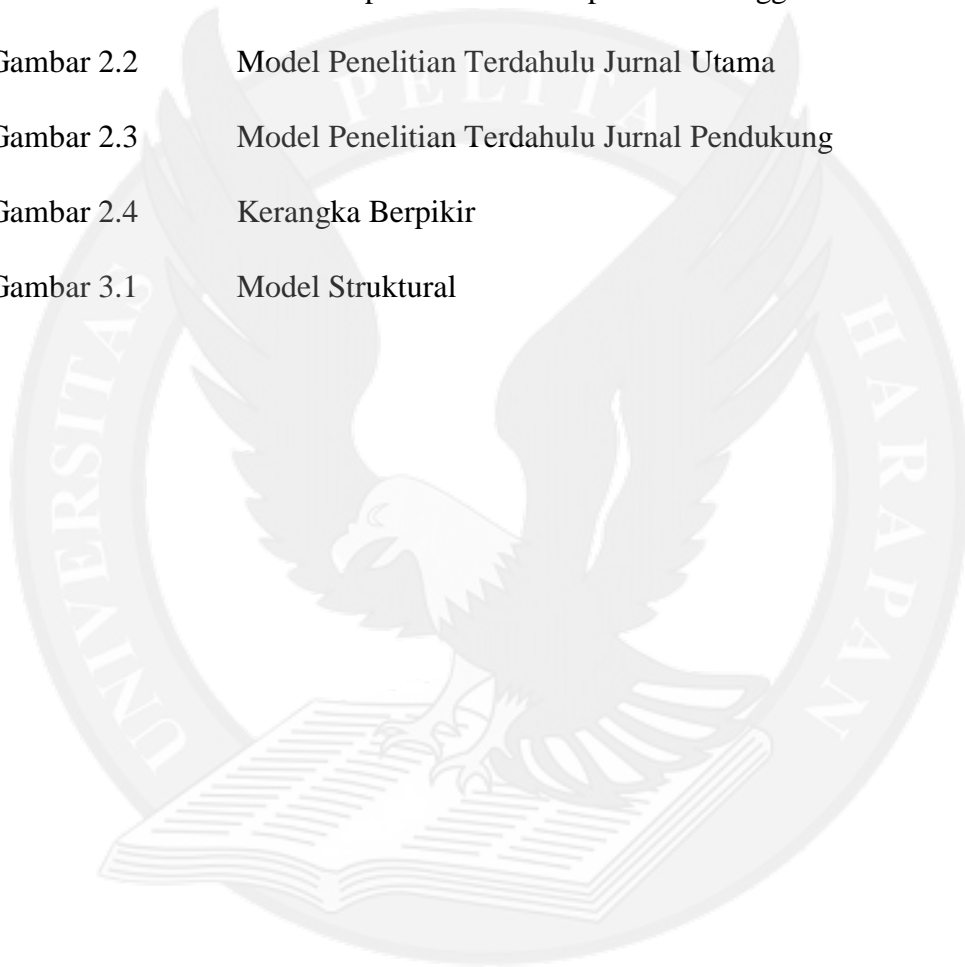 Gambar 2.2 Model Penelitian Terdahulu Jurnal Utama
Gambar 2.3 Model Penelitian Terdahulu Jurnal Pendukung
Gambar 2.4 Kerangka Berpikir
Gambar 3.1 Model Struktural
UNIVERSITAS PELITA HARAPAN